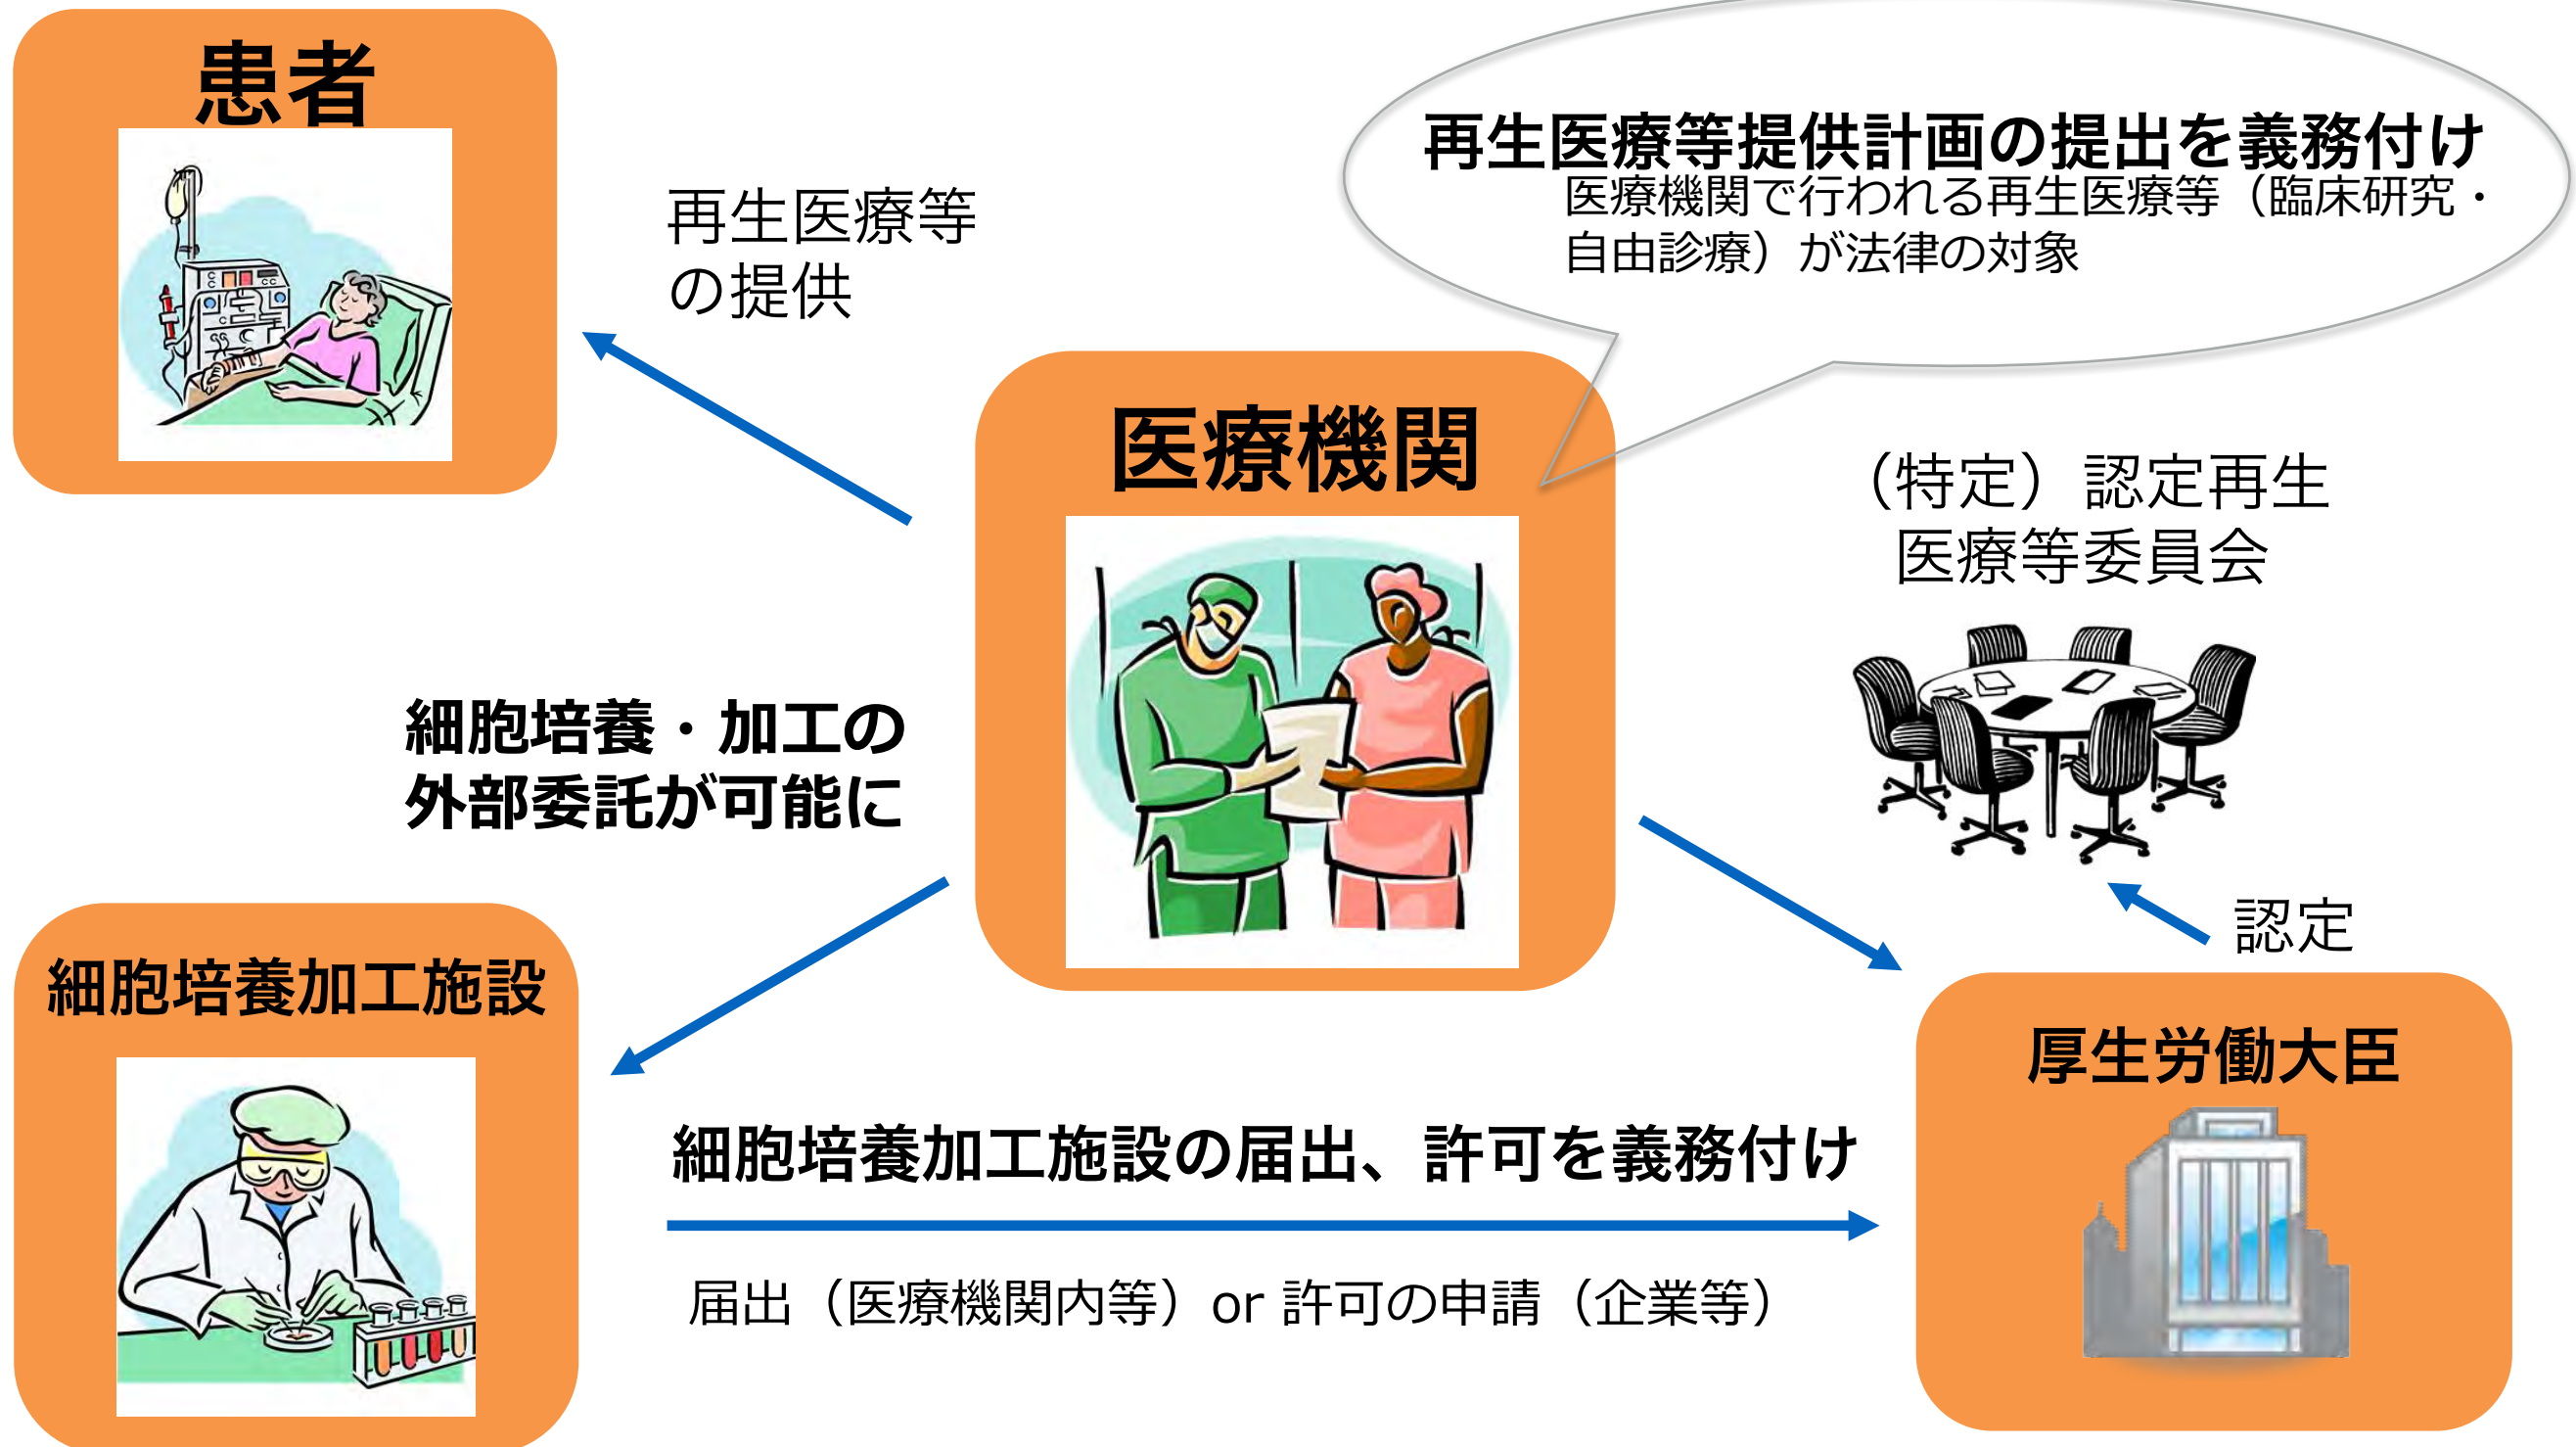 患者
再生医療等
の提供
再生医療等提供計画の提出を義務付け
医療機関で行われる再生医療等（臨床研究・
自由診療）が法律の対象
医療機関
（特定）認定再生
医療等委員会
細胞培養・加工の
外部委託が可能に
認定
細胞培養加工施設
厚生労働大臣
細胞培養加工施設の届出、許可を義務付け
届出（医療機関内等）or 許可の申請（企業等）